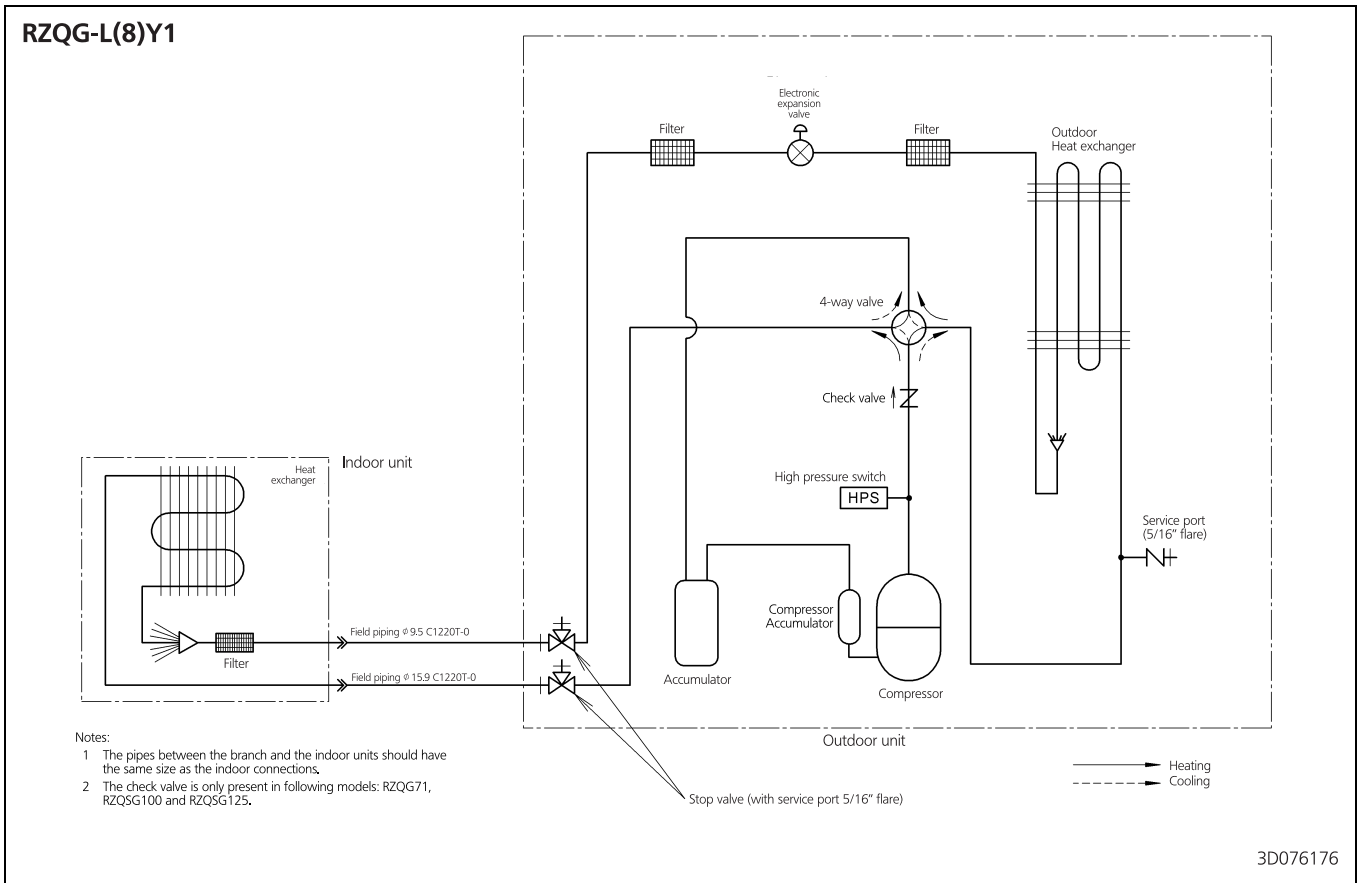 RZQG-L(8)Y1
Electronic
expansion
valve
Filter
Filter
Outdoor
Heat exchanger
4-way valve
Check valve
High pressure switch
HPS
Indoor unit
Heat
exchanger
Service port
(5/16" flare)
Compressor
Accumulator
Field piping ø 9.5 C1220T-0
Filter
Field piping ø 15.9 C1220T-0
Accumulator
Compressor
Outdoor unit
Notes:
1 The pipes between the branch and the indoor units should have
the same size as the indoor connections.
2 The check valve is only present in following models: RZQG71,
RZQSG100 and RZQSG125.
Stop valve (with service port 5/16" flare)
Heating
Cooling
3D076176